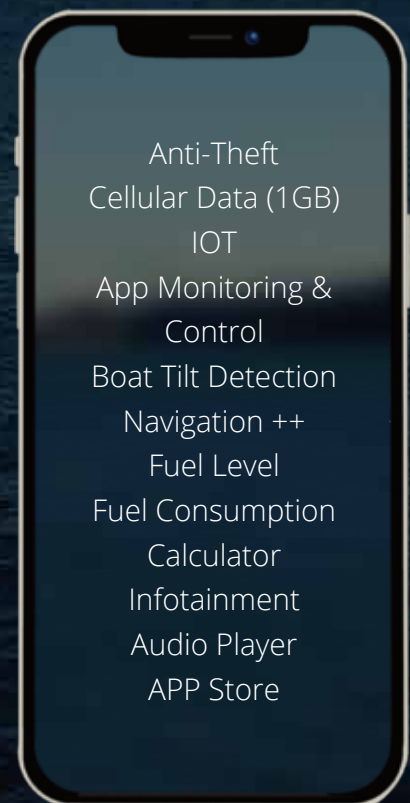 Anti-Theft
Cellular Data (1GB)
IOT
App Monitoring &
Control
Boat Tilt Detection
Navigation ++
Fuel Level
Fuel Consumption
Calculator
Infotainment
Audio Player
APP Store